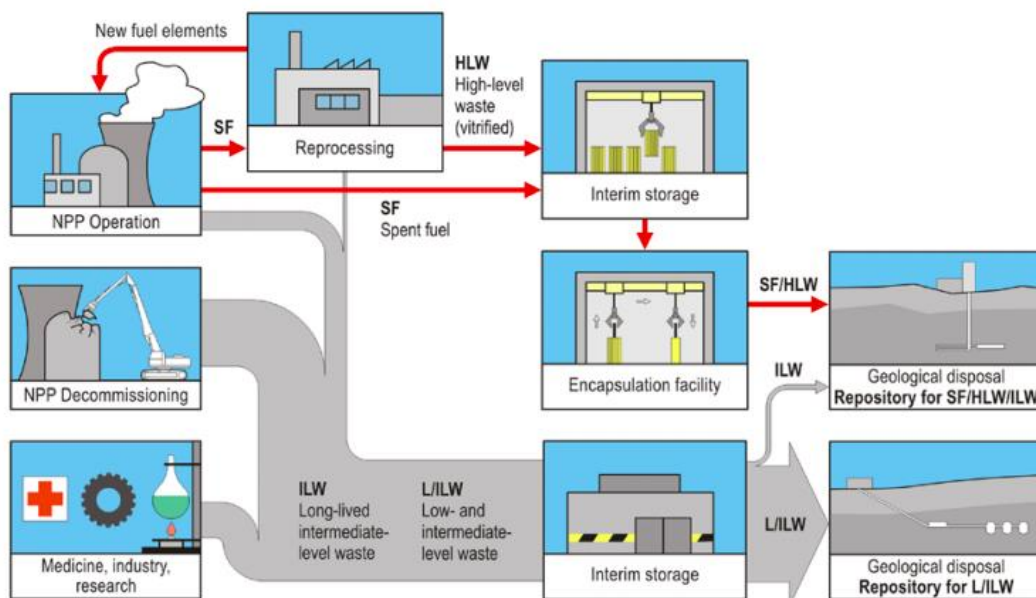 New fuel elements
SF
Reprocessing
HLW
High-level
waste
(vitrified)
NPP Operation
SF
Spent fuel
Interim storage
NPP Decommissioning
Encapsulation facility
SF/HLW
ILW
Geological disposal
Repository for SF/HLW/ILW
Medicine, industry,
research
ILW
Long-lived
intermediate-
level waste
L/ILW
Low- and
intermediate-
level waste
Interim storage
L/ILW
Geological disposal
Repository for L/ILW